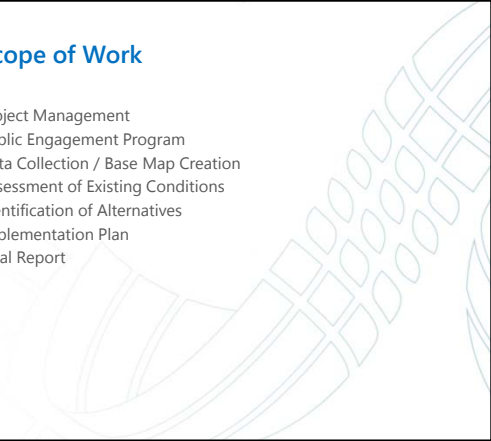 cope of Work
oject Management
blic Engagement Program
ta Collection / Base Map Creation
sessment of Existing Conditions
entification of Alternatives
plementation Plan
al Report